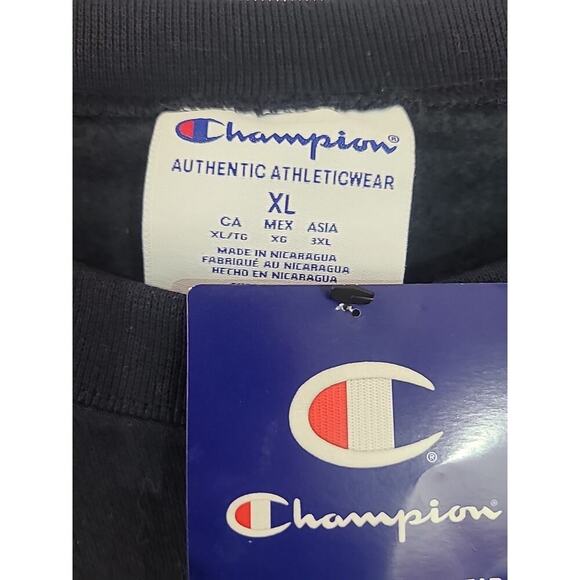 Champion®
AUTHENTIC ATHLETICWEAR
XL
CA MEX ASIA
XL/TG XG 3XL
MADE IN NICARAGUA
FABRIQUÉ AU NICARAGUA
HECHO EN NICARAGUA
®
Champion